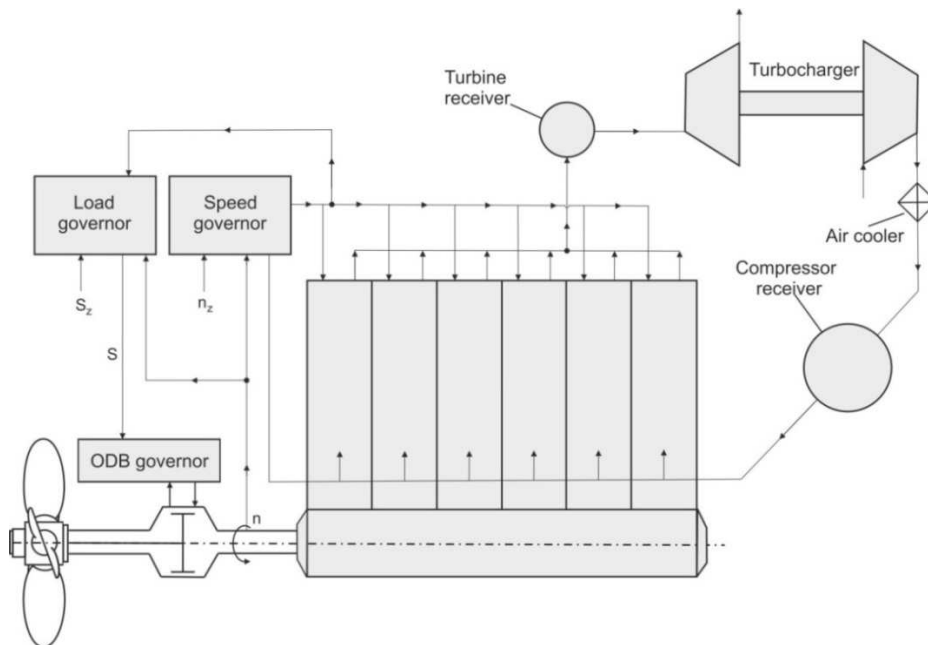 Turbine
receiver
Turbocharger
Load
governor
Speed
governor
Air cooler
Compressor
receiver
S_z
n_z
S
ODB governor
n